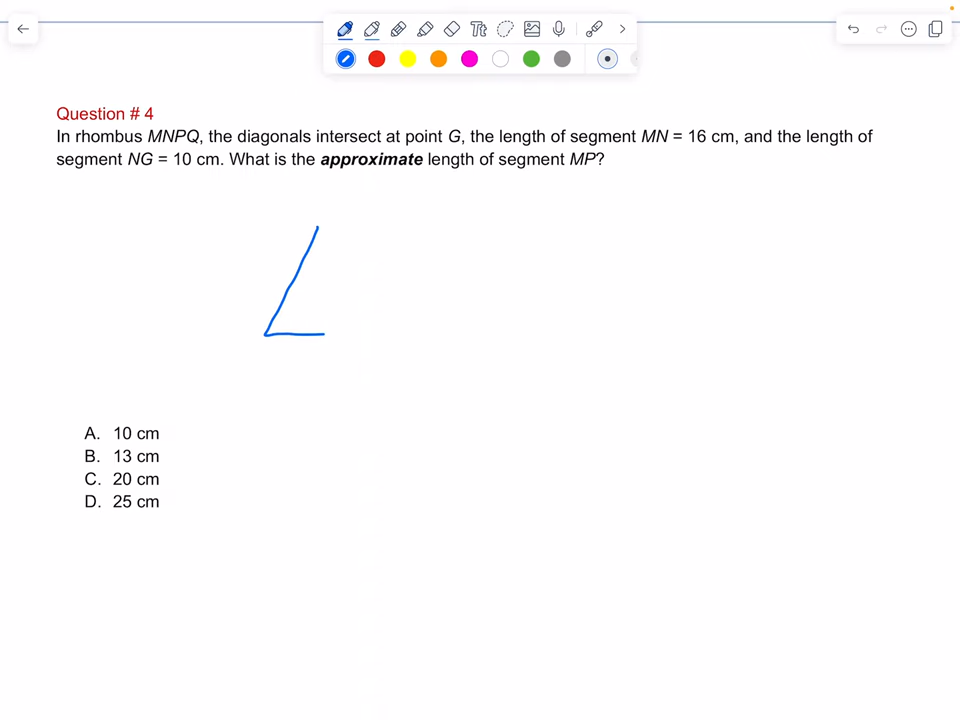 Tt
Question # 4
In rhombus MNPQ, the diagonals intersect at point G, the length of segment MN = 16 cm, and the length of
segment NG = 10 cm. What is the approximate length of segment MP?
A. 10 cm
B. 13 cm
C. 20 cm
D. 25 cm